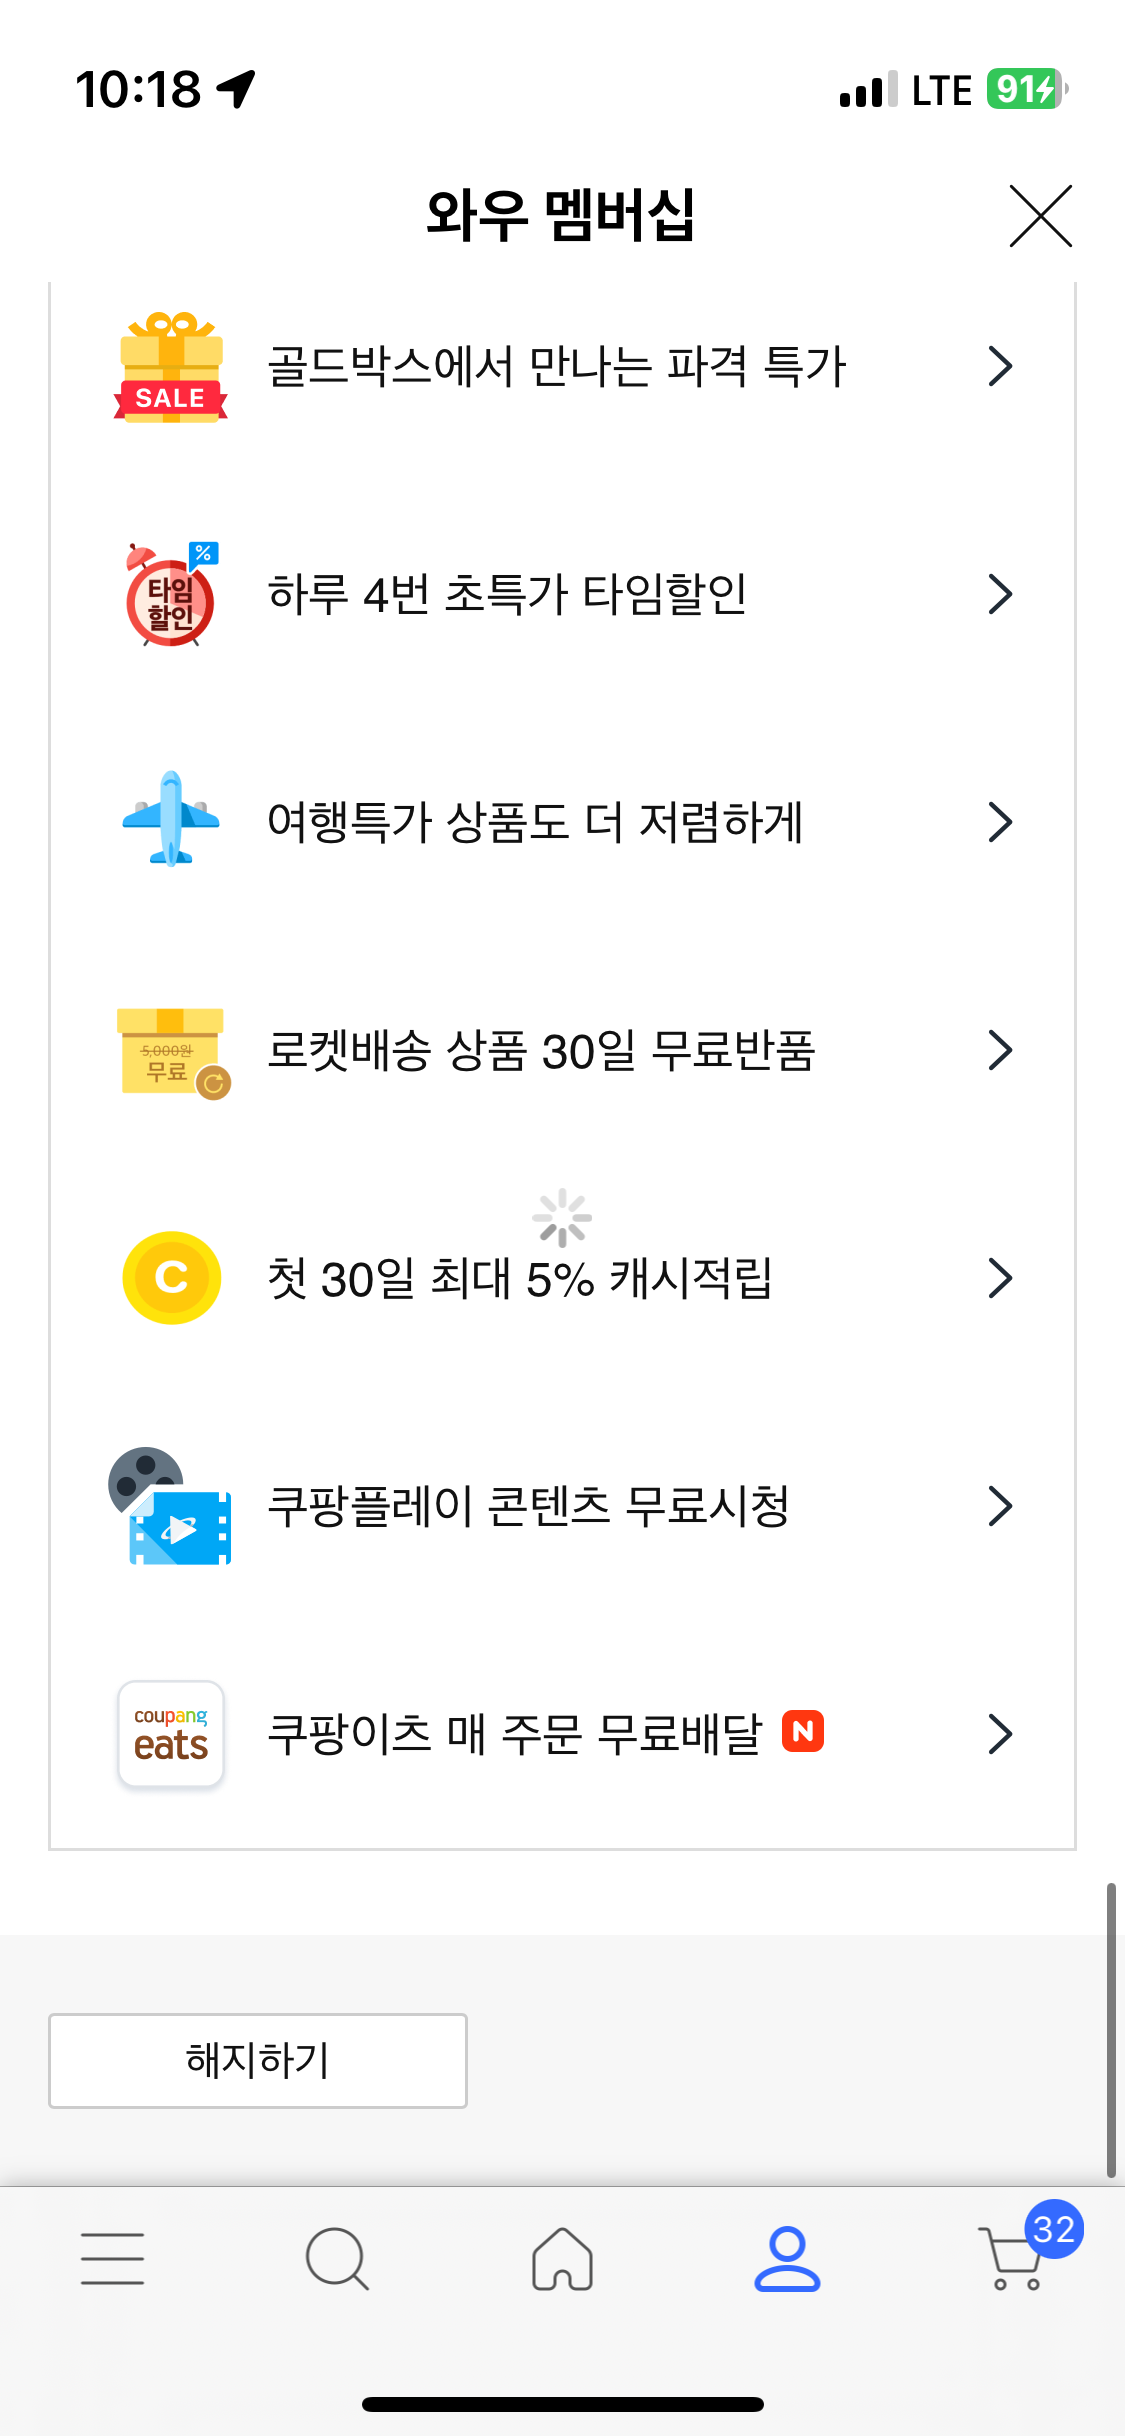 10:18
LTE
91
와우 멤버십
SALE
골드박스에서 만나는 파격 특가
%
타임
할인
하루 4번 초특가 타임할인
여행특가 상품도 더 저렴하게
5,000원
무료
로켓배송 상품 30일 무료반품
C
첫 30일 최대 5% 캐시적립
쿠팡플레이 콘텐츠 무료시청
coupang
eats
쿠팡이츠 매 주문 무료배달 N
해지하기
32